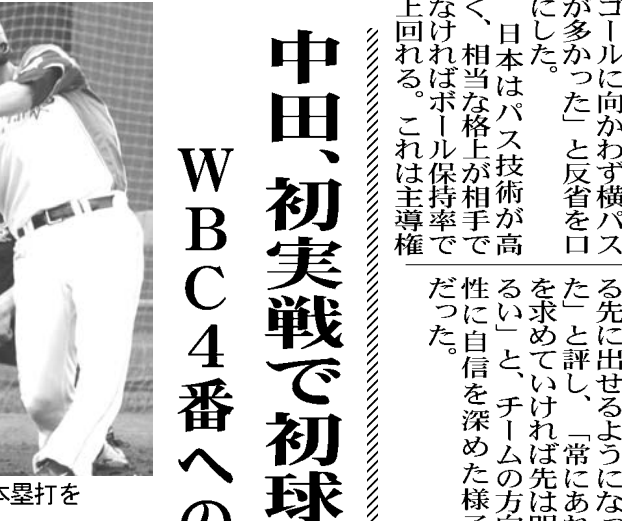 ゴールに向かわず横パス
が多かった」と反省を口
にした。
日本はパス技術が高
く、相当な格上が相手で
なければボール保持率で
上回れる。これは主導権
る先に出せるようになっ
た」と評し、「常にあれ
を求めていければ先は明
るい」と、チームの方向
性に自信を深めた様子
だった。
中田、初実戦で初球
WBC4番への
本塁打を